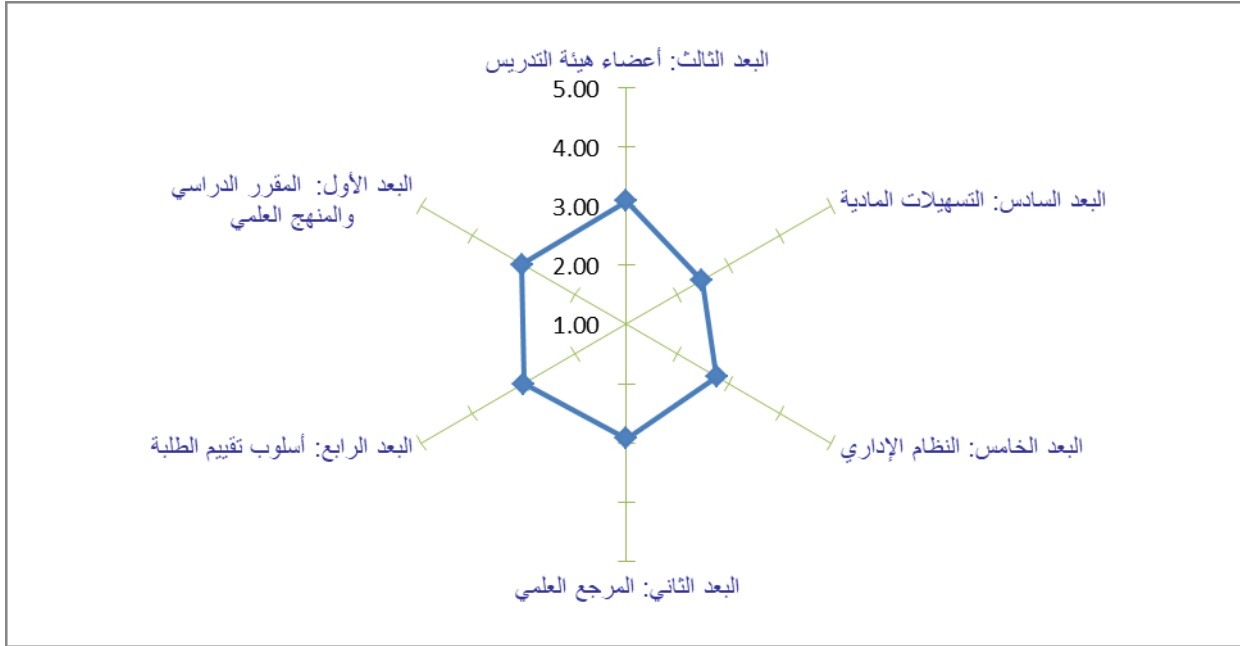 البعد الثالث: أعضاء هيئة التدريس
5.00
4.00
3.00
2.00
1.00
البعد السادس: التسهيلات المادية
البعد الأول: المقرر الدراسي
والمنهج العلمي
البعد الخامس: النظام الإداري
البعد الرابع: أسلوب تقييم الطلبة
البعد الثاني: المرجع العلمي